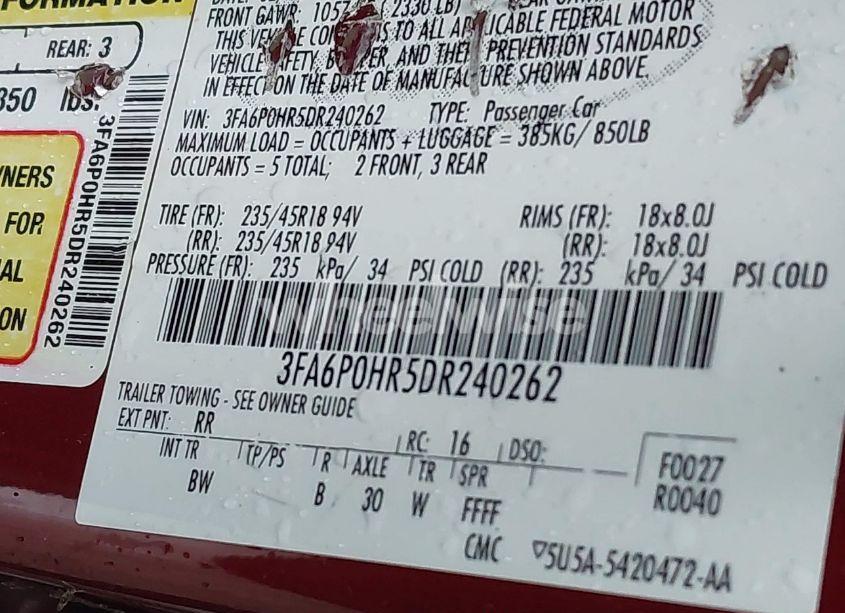 FORMATION
REAR: 3
850 lbs.
3FA6P0HR5DR240262
WNERS
FOR
AL
ON
FRONT GAWR: 1057 (2330LB)
THIS VEHICLE TO ALL APPLICABLE FEDERAL MOTOR
VEHICLE SAFETY, AND THEFT PREVENTION STANDARDS
IN EFFECT ON THE DATE OF MANUFACTURE SHOWN ABOVE.
VIN: 3FA6P0HR5DR240262 TYPE: Passenger Car
MAXIMUM LOAD = OCCUPANTS + LUGGAGE = 385KG/ 850LB
OCCUPANTS = 5 TOTAL; 2 FRONT, 3 REAR
TIRE (FR): 235/45R18 94V RIMS (FR): 18x8.0J
(RR): 235/45R18 94V (RR): 18x8.0J
PRESSURE (FR): 235 kPa/ 34 PSI COLD (RR): 235 kPa/ 34 PSI COLD
wheelwise
3FA6P0HR5DR240262
TRAILER TOWING - SEE OWNER GUIDE
EXT PNT: RR RC: 16 DSO:
INT TR TP/PS R AXLE TR SPR F0027
BW B 30 W FFFF R0040
CMC ▽5U5A-5420472-AA